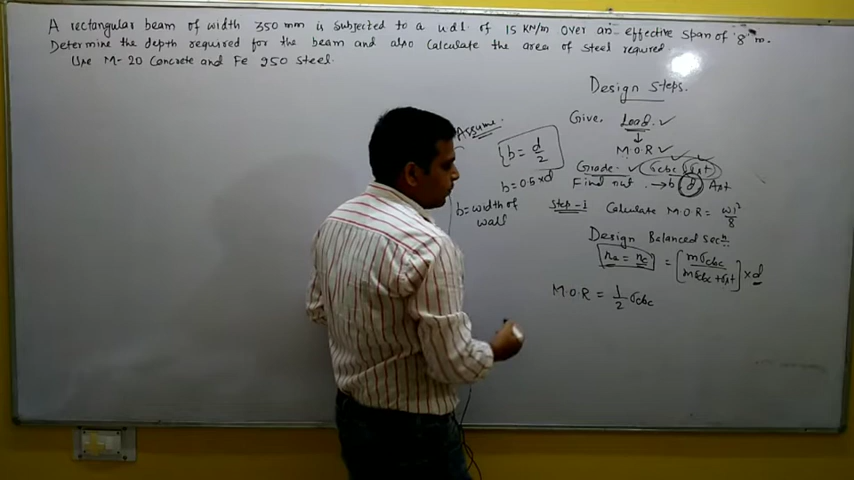 A rectangular beam of width 350 mm is subjected to a udl of 15 KN/m over an effective span of '8' m.
Determine the depth required for the beam and also calculate the area of steel required
Use M-20 Concrete and Fe 250 steel.
Design Steps.
Give. Load. ✓
↓
M.O.R ✓
Grade. ✓ σcbc σst
Find out → b d Ast
Step-1 Calculate M.O.R = wl²/8
Design Balanced Secn:
na = nc = [mσcbc / mσcbc + σst] × d
M.O.R = 1/2 σcbc
Assume.
{b = d/2
b = 0.5 × d
b = width of
wall